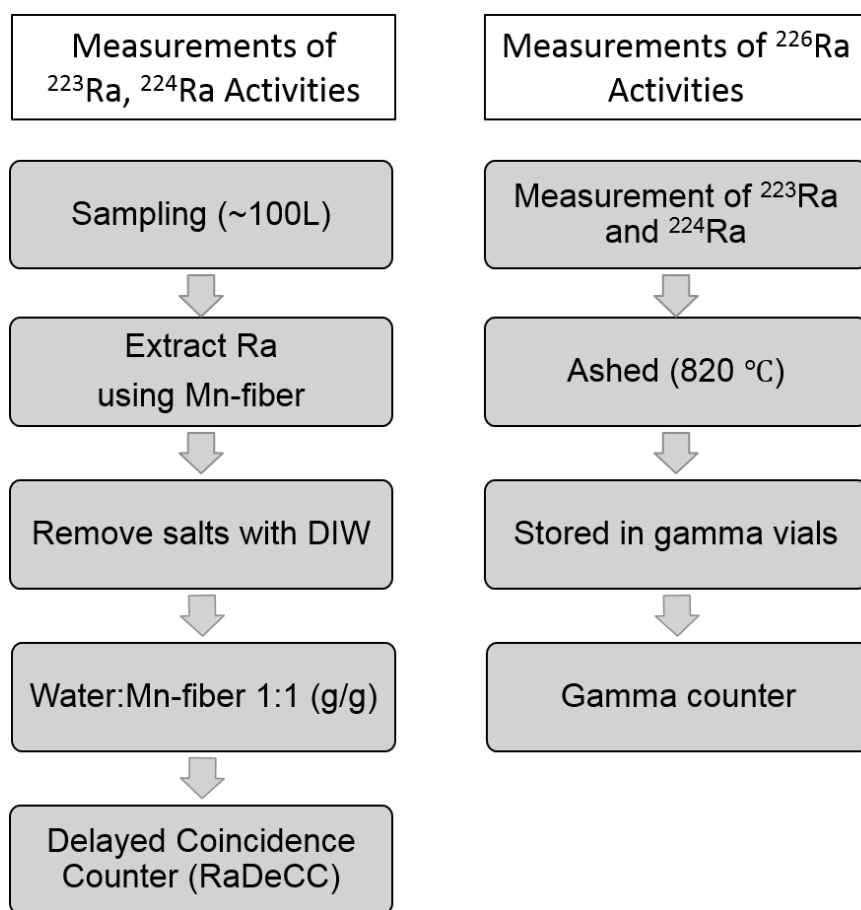 Measurements of
²²³Ra, ²²⁴Ra Activities
Sampling (~100L)
Extract Ra
using Mn-fiber
Remove salts with DIW
Water:Mn-fiber 1:1 (g/g)
Delayed Coincidence
Counter (RaDeCC)
Measurements of ²²⁶Ra
Activities
Measurement of ²²³Ra
and ²²⁴Ra
Ashed (820 ℃)
Stored in gamma vials
Gamma counter